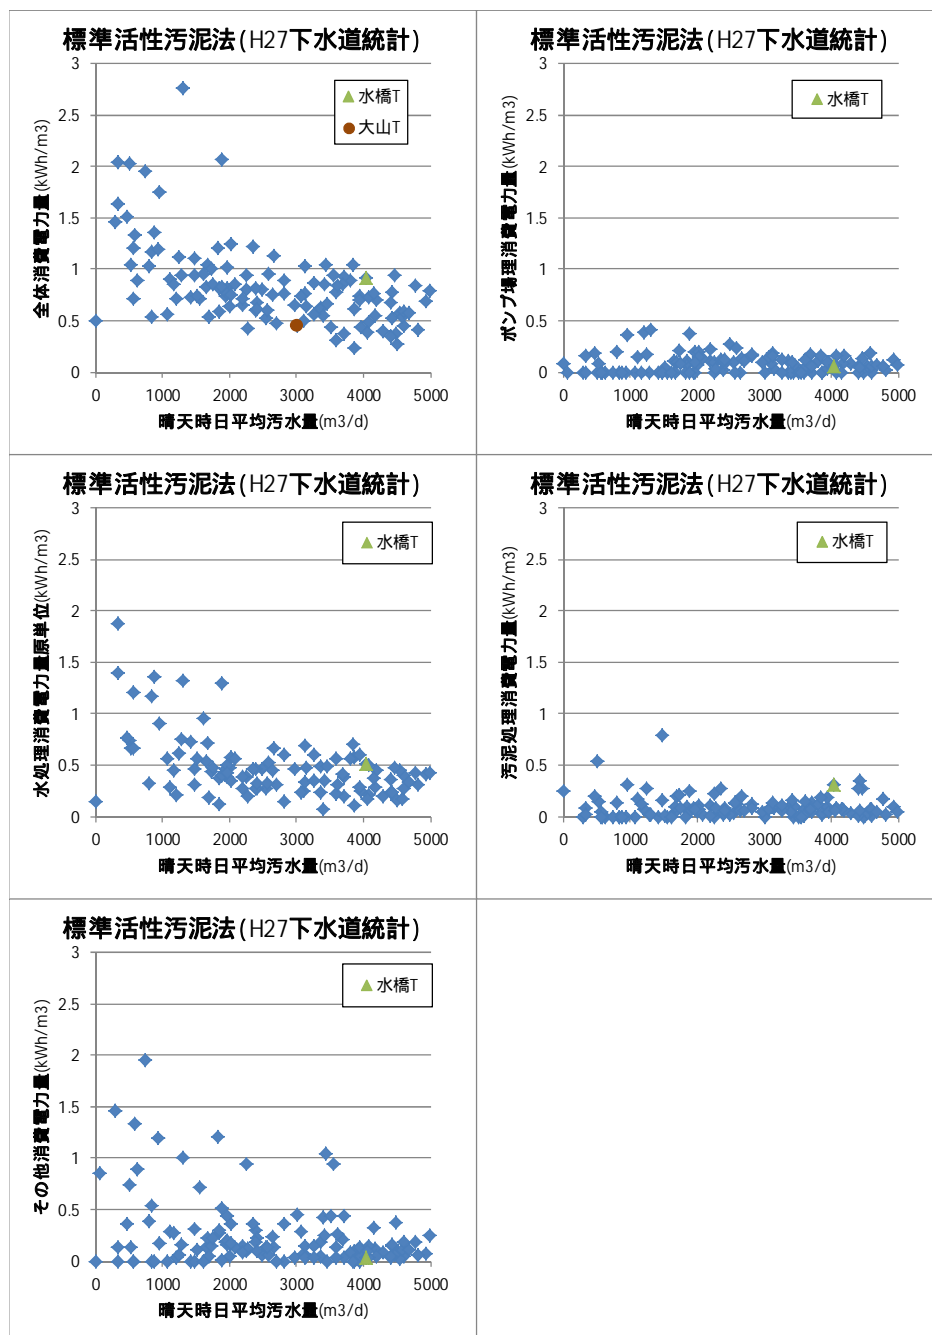 標準活性汚泥法(H27下水道統計)
3
2.5
2
1.5
1
0.5
0
0 1000 2000 3000 4000 5000
全体消費電力量(kWh/m3)
晴天時日平均汚水量(m3/d)
水橋T
大山T
標準活性汚泥法(H27下水道統計)
3
2.5
2
1.5
1
0.5
0
0 1000 2000 3000 4000 5000
ポンプ場理消費電力量(kWh/m3)
晴天時日平均汚水量(m3/d)
水橋T
標準活性汚泥法(H27下水道統計)
3
2.5
2
1.5
1
0.5
0
0 1000 2000 3000 4000 5000
水処理消費電力量原単位(kWh/m3)
晴天時日平均汚水量(m3/d)
水橋T
標準活性汚泥法(H27下水道統計)
3
2.5
2
1.5
1
0.5
0
0 1000 2000 3000 4000 5000
汚泥処理消費電力量(kWh/m3)
晴天時日平均汚水量(m3/d)
水橋T
標準活性汚泥法(H27下水道統計)
3
2.5
2
1.5
1
0.5
0
0 1000 2000 3000 4000 5000
その他消費電力量(kWh/m3)
晴天時日平均汚水量(m3/d)
水橋T